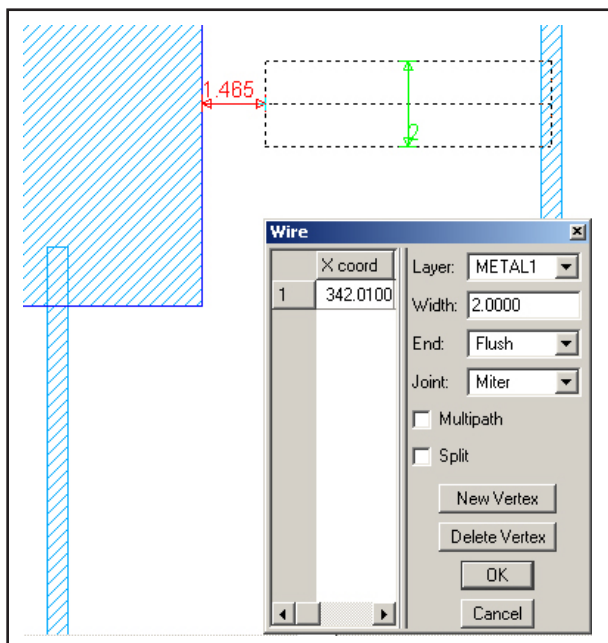 1.465
2
Wire
X coord
1 342.0100
Layer: METAL1
Width: 2.0000
End: Flush
Joint: Miter
Multipath
Split
New Vertex
Delete Vertex
OK
Cancel